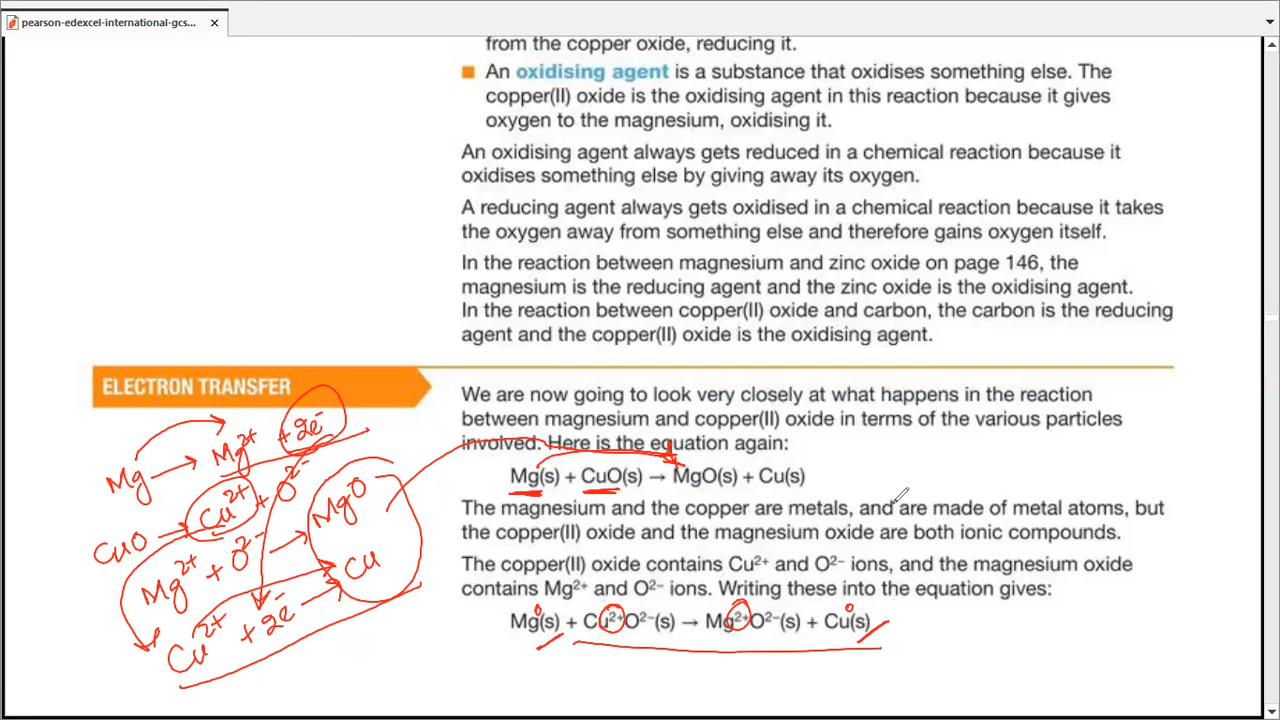 pearson-edexcel-international-gcs...
from the copper oxide, reducing it.
■ An oxidising agent is a substance that oxidises something else. The
copper(II) oxide is the oxidising agent in this reaction because it gives
oxygen to the magnesium, oxidising it.
An oxidising agent always gets reduced in a chemical reaction because it
oxidises something else by giving away its oxygen.
A reducing agent always gets oxidised in a chemical reaction because it takes
the oxygen away from something else and therefore gains oxygen itself.
In the reaction between magnesium and zinc oxide on page 146, the
magnesium is the reducing agent and the zinc oxide is the oxidising agent.
In the reaction between copper(II) oxide and carbon, the carbon is the reducing
agent and the copper(II) oxide is the oxidising agent.
ELECTRON TRANSFER
We are now going to look very closely at what happens in the reaction
between magnesium and copper(II) oxide in terms of the various particles
involved. Here is the equation again:
Mg(s) + CuO(s) → MgO(s) + Cu(s)
The magnesium and the copper are metals, and are made of metal atoms, but
the copper(II) oxide and the magnesium oxide are both ionic compounds.
The copper(II) oxide contains Cu²⁺ and O²⁻ ions, and the magnesium oxide
contains Mg²⁺ and O²⁻ ions. Writing these into the equation gives:
Mg(s) + Cu²⁺O²⁻(s) → Mg²⁺O²⁻(s) + Cu(s)
Mg → Mg²⁺ + 2e⁻
CuO → Cu²⁺ + O²⁻
Mg²⁺ + O²⁻ → MgO
Cu²⁺ + 2e⁻ → Cu